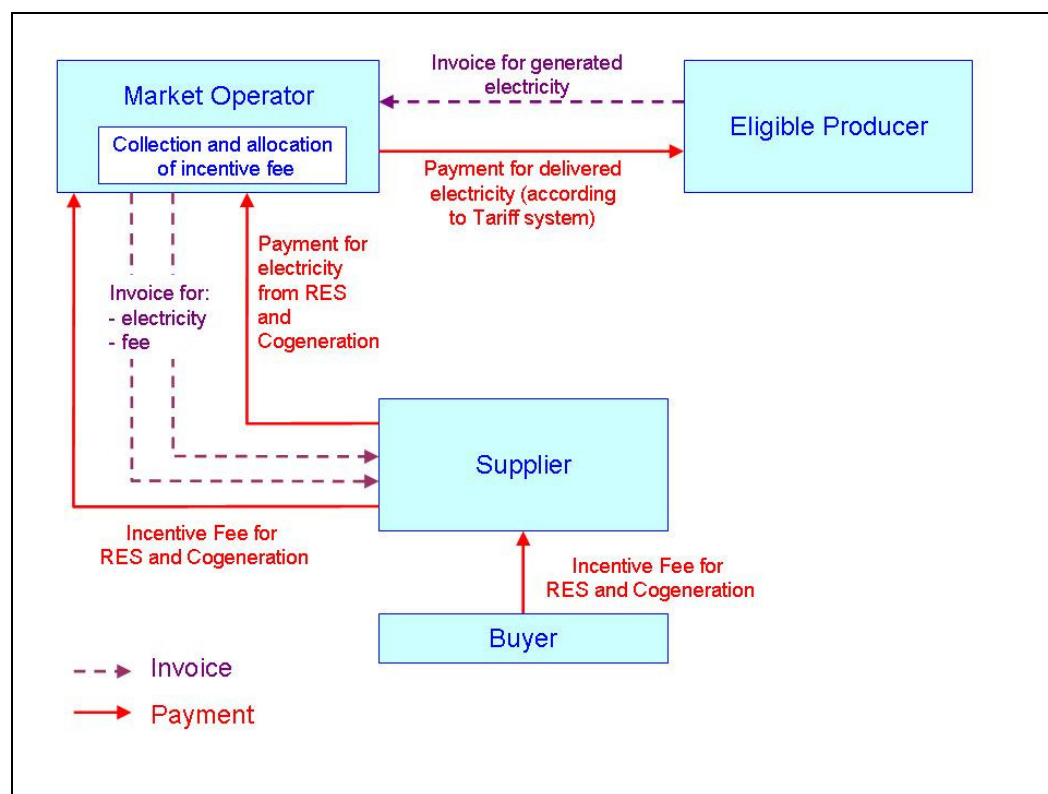 Market Operator
Collection and allocation
of incentive fee
Invoice for generated
electricity
Eligible Producer
Payment for delivered
electricity (according
to Tariff system)
Payment for
electricity
from RES
and
Cogeneration
Invoice for:
- electricity
- fee
Supplier
Incentive Fee for
RES and Cogeneration
Incentive Fee for
RES and Cogeneration
Buyer
Invoice
Payment